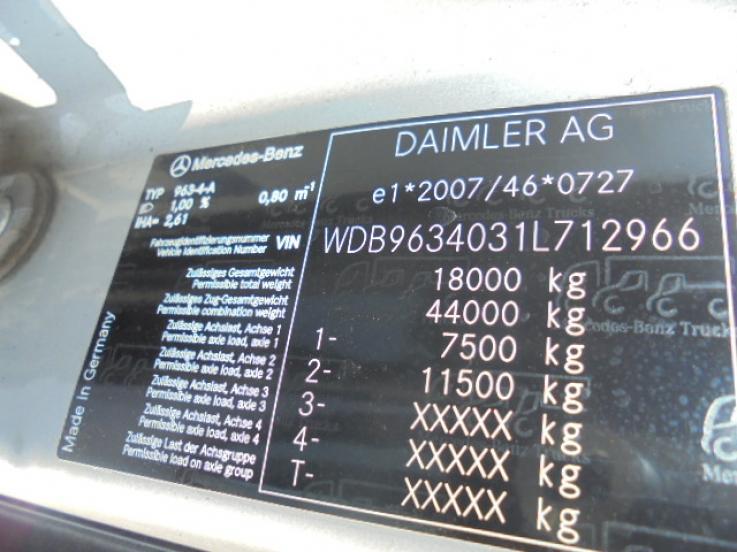 Mercedes-Benz
TYP 963-4-A
1,00 % 0,80 m⁻¹
IHA= 2,61
Fahrzeugidentifizierungsnummer
Vehicle Identification Number VIN
Zulässiges Gesamtgewicht
Permissible total weight
Zulässiges Zug-Gesamtgewicht
Permissible combination weight
Zulässige Achslast, Achse 1
Permissible axle load, axle 1
Zulässige Achslast, Achse 2
Permissible axle load, axle 2
Zulässige Achslast, Achse 3
Permissible axle load, axle 3
Zulässige Achslast, Achse 4
Permissible axle load, axle 4
Zulässige Last der Achsgruppe
Permissible load on axle group
Made in Germany
DAIMLER AG
e1*2007/46*0727
WDB9634031L712966
18000 kg
44000 kg
1- 7500 kg
2- 11500 kg
3- XXXXX kg
4- XXXXX kg
T- XXXXX kg
Mercedes-Benz Trucks